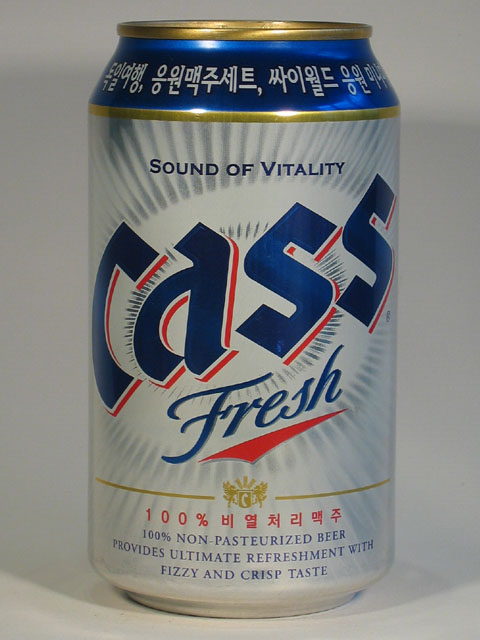 독일여행, 응원맥주세트, 싸이월드 응원
SOUND OF VITALITY
Cass
®
Fresh
100% 비열처리맥주
100% NON-PASTEURIZED BEER
PROVIDES ULTIMATE REFRESHMENT WITH
FIZZY AND CRISP TASTE